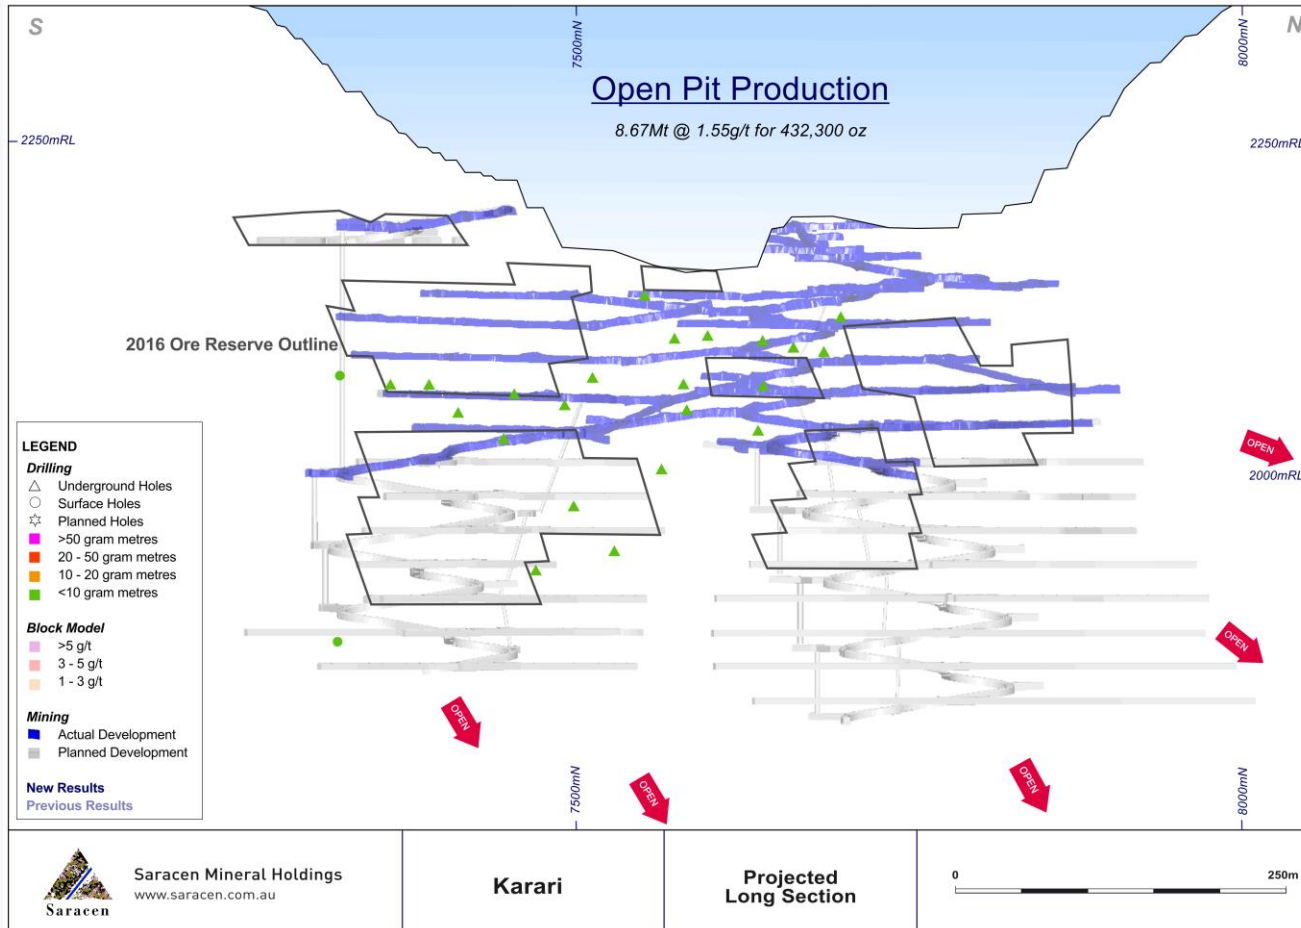 S
7500mN
8000mN
N
Open Pit Production
8.67Mt @ 1.55g/t for 432,300 oz
2250mRL
2250mRL
2016 Ore Reserve Outline
OPEN
2000mRL
LEGEND
Drilling
Underground Holes
Surface Holes
Planned Holes
>50 gram metres
20 - 50 gram metres
10 - 20 gram metres
<10 gram metres
Block Model
>5 g/t
3 - 5 g/t
1 - 3 g/t
Mining
Actual Development
Planned Development
New Results
Previous Results
OPEN
OPEN
OPEN
OPEN
7500mN
8000mN
Saracen
Saracen Mineral Holdings
www.saracen.com.au
Karari
Projected
Long Section
0
250m